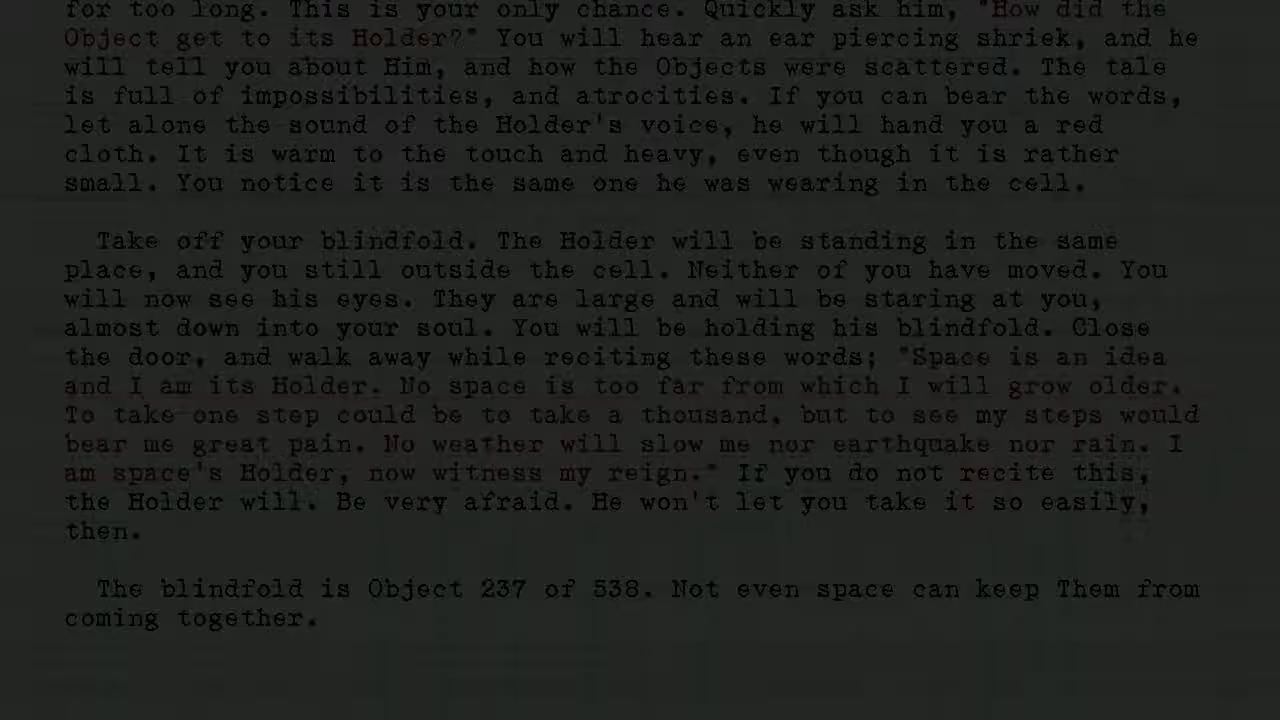 for too long. This is your only chance. Quickly ask him, "How did the
Object get to its Holder?" You will hear an ear piercing shriek, and he
will tell you about Him, and how the Objects were scattered. The tale
is full of impossibilities, and atrocities. If you can bear the words,
let alone the sound of the Holder's voice, he will hand you a red
cloth. It is warm to the touch and heavy, even though it is rather
small. You notice it is the same one he was wearing in the cell.
Take off your blindfold. The Holder will be standing in the same
place, and you still outside the cell. Neither of you have moved. You
will now see his eyes. They are large and will be staring at you,
almost down into your soul. You will be holding his blindfold. Close
the door, and walk away while reciting these words; "Space is an idea
and I am its Holder. No space is too far from which I will grow older.
To take one step could be to take a thousand, but to see my steps would
bear me great pain. No weather will slow me nor earthquake nor rain. I
am space's Holder, now witness my reign." If you do not recite this,
the Holder will. Be very afraid. He won't let you take it so easily,
then.
The blindfold is Object 237 of 538. Not even space can keep Them from
coming together.